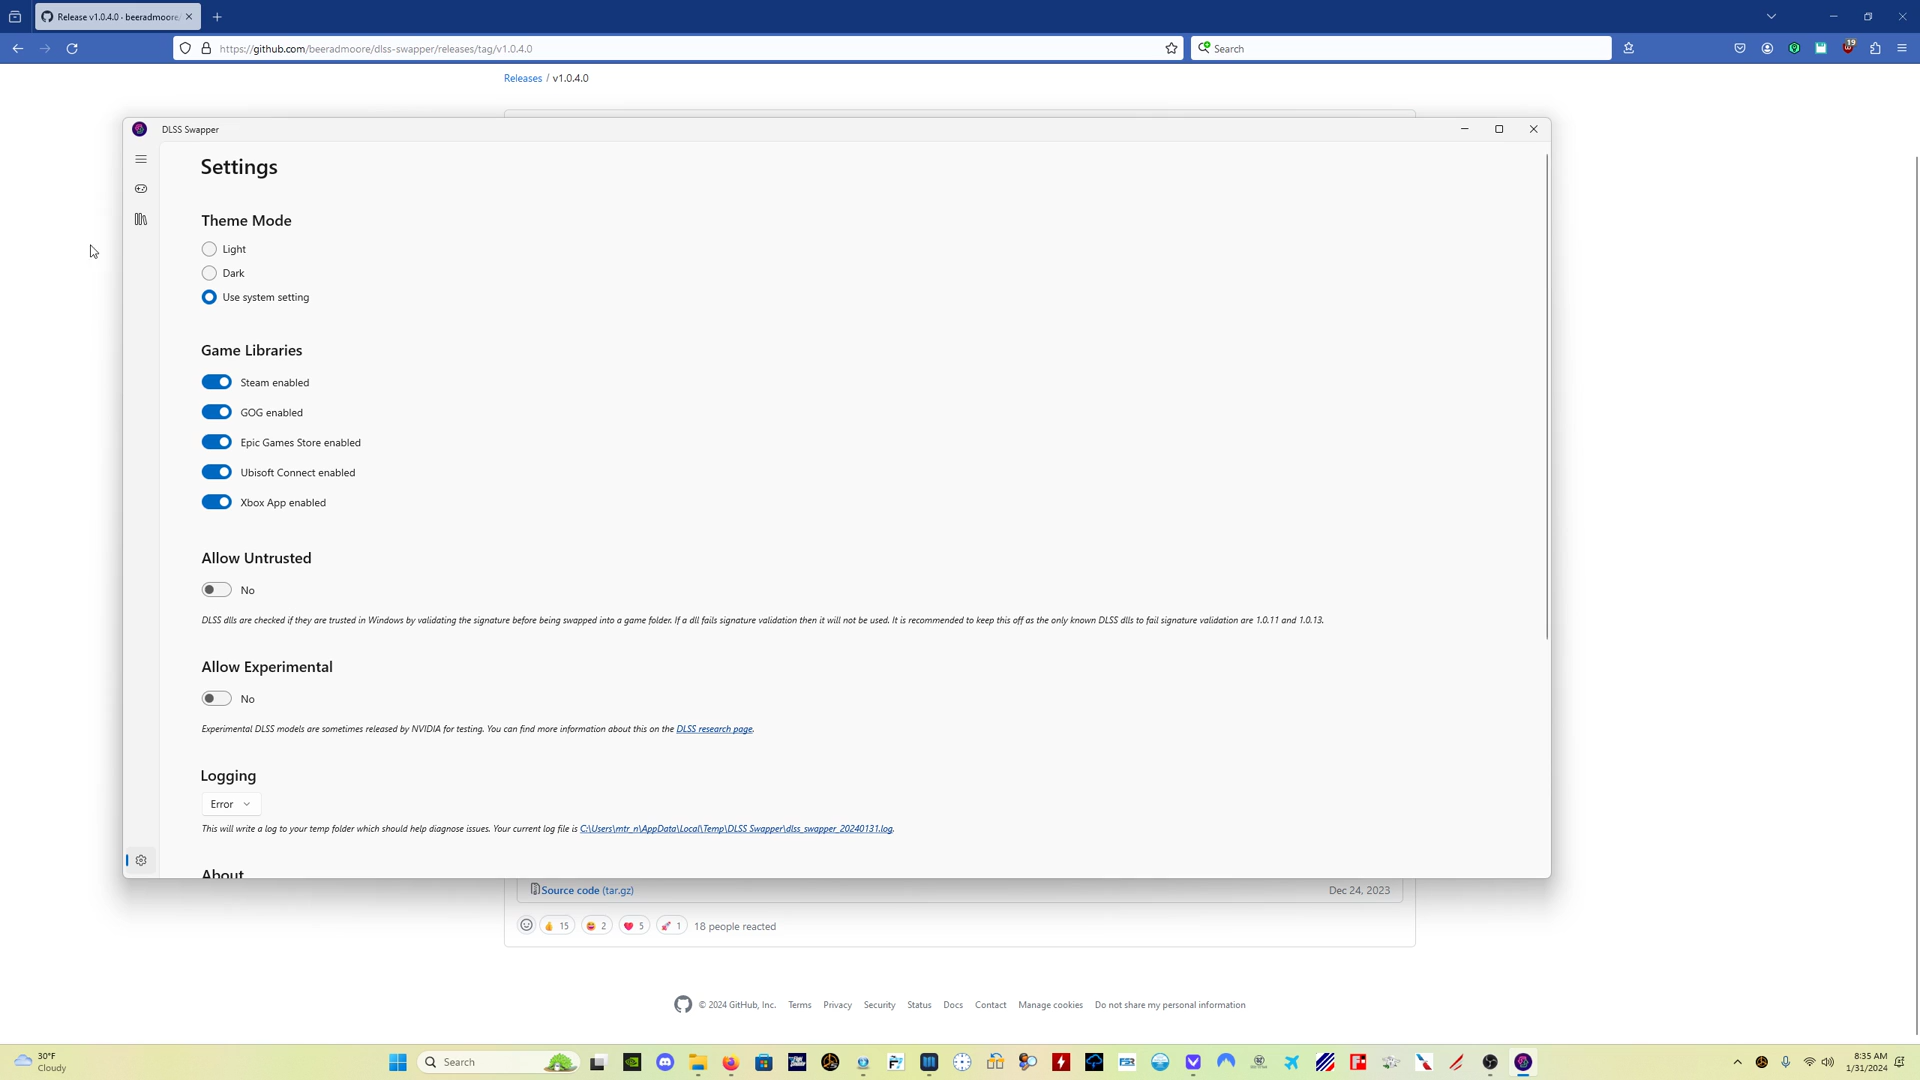 Release v1.0.4.0 · beeradmoore/
https://github.com/beeradmoore/dlss-swapper/releases/tag/v1.0.4.0
Search
19
Releases / v1.0.4.0
DLSS Swapper
Settings
Theme Mode
Light
Dark
Use system setting
Game Libraries
Steam enabled
GOG enabled
Epic Games Store enabled
Ubisoft Connect enabled
Xbox App enabled
Allow Untrusted
No
DLSS dlls are checked if they are trusted in Windows by validating the signature before being swapped into a game folder. If a dll fails signature validation then it will not be used. It is recommended to keep this off as the only known DLSS dlls to fail signature validation are 1.0.11 and 1.0.13.
Allow Experimental
No
Experimental DLSS models are sometimes released by NVIDIA for testing. You can find more information about this on the DLSS research page.
Logging
Error
This will write a log to your temp folder which should help diagnose issues. Your current log file is C:\Users\mtr_n\AppData\Local\Temp\DLSS Swapper\dlss_swapper_20240131.log.
About
Source code (tar.gz)
Dec 24, 2023
15 2 5 1 18 people reacted
© 2024 GitHub, Inc. Terms Privacy Security Status Docs Contact Manage cookies Do not share my personal information
30°F
Cloudy
Search
8:35 AM
1/31/2024